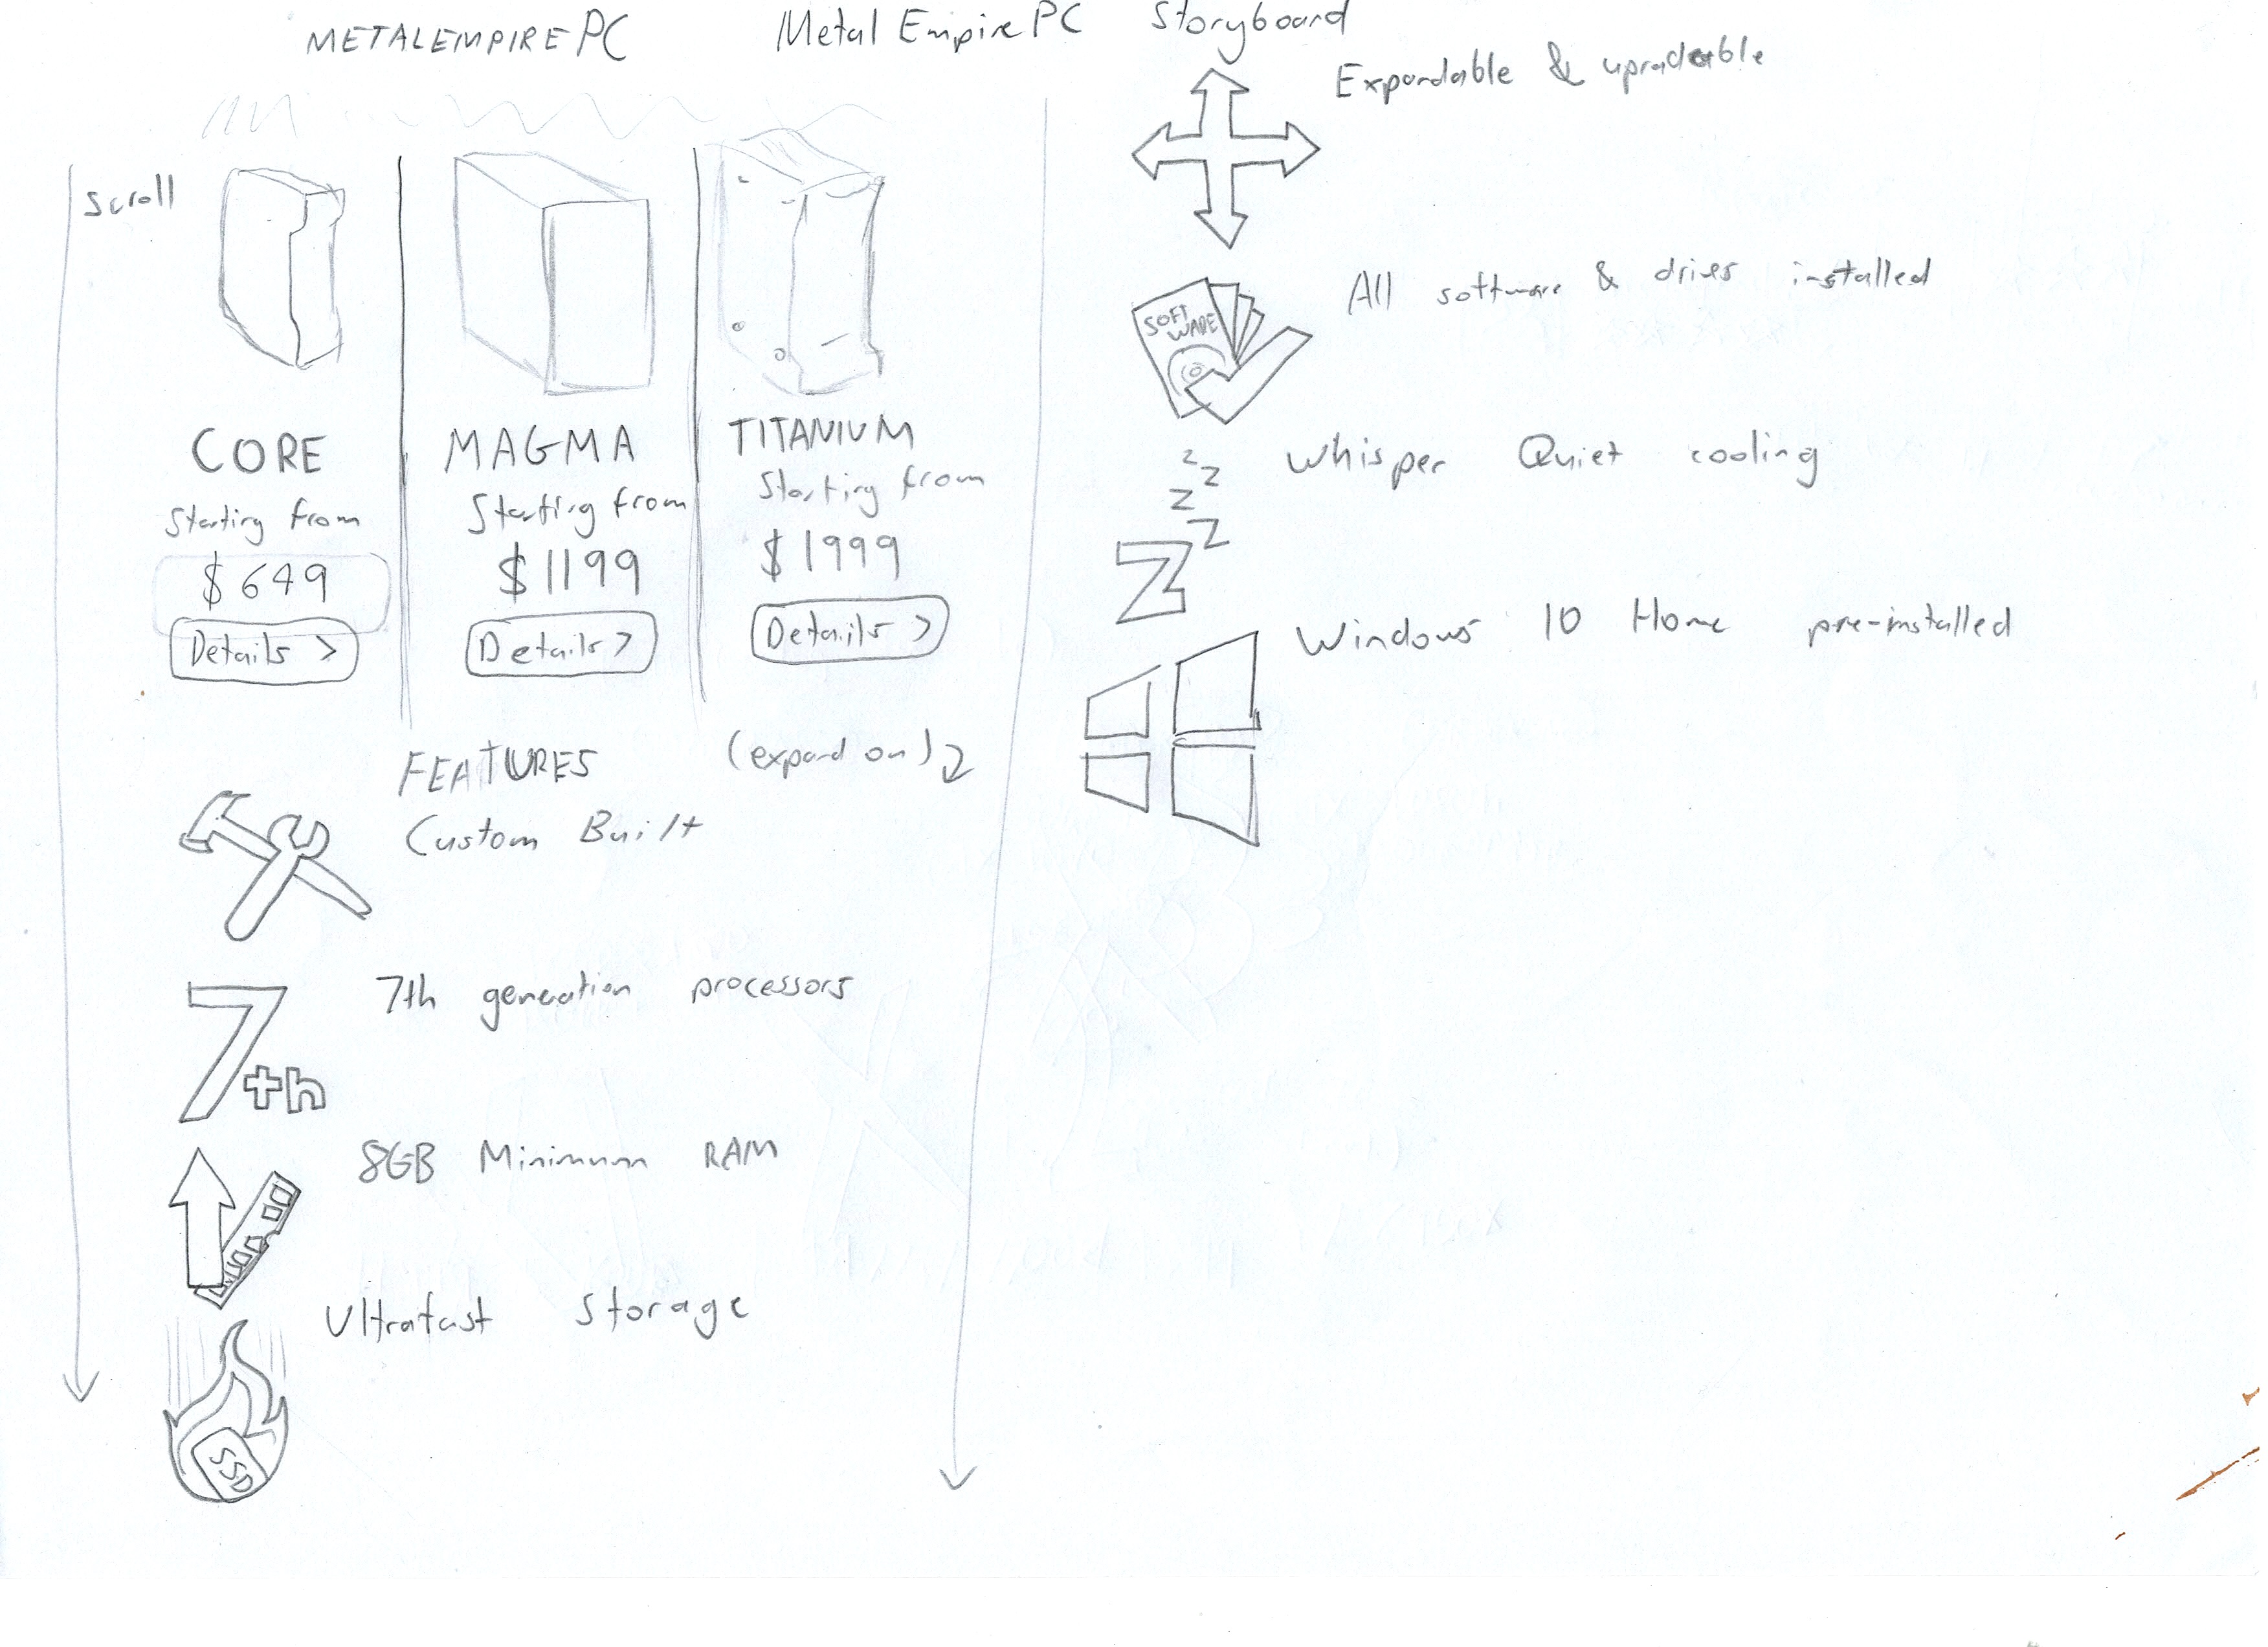 METALEMPIRE PC
Metal Empire PC Storyboard
Scroll
CORE
Starting from
$649
Details >
MAGMA
Starting from
$1199
Details >
TITANIUM
Starting from
$1999
Details >
FEATURES (expand on)
Custom Built
7th generation processors
7th
8GB Minimum RAM
Ultrafast Storage
SSD
Expandable & upradeable
All software & drives installed
SOFT
WARE
Whisper Quiet cooling
z z z z Z
Windows 10 Home pre-installed